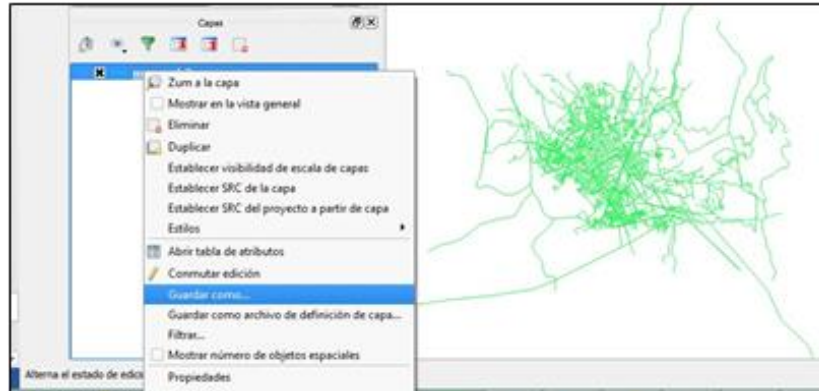 Capas
Zum a la capa
Mostrar en la vista general
Eliminar
Duplicar
Establecer visibilidad de escala de capas
Establecer SRC de la capa
Establecer SRC del proyecto a partir de capa
Estilos
Abrir tabla de atributos
Conmutar edición
Guardar como...
Guardar como archivo de definición de capa...
Filtrar...
Mostrar número de objetos espaciales
Propiedades
Alterna el estado de edici